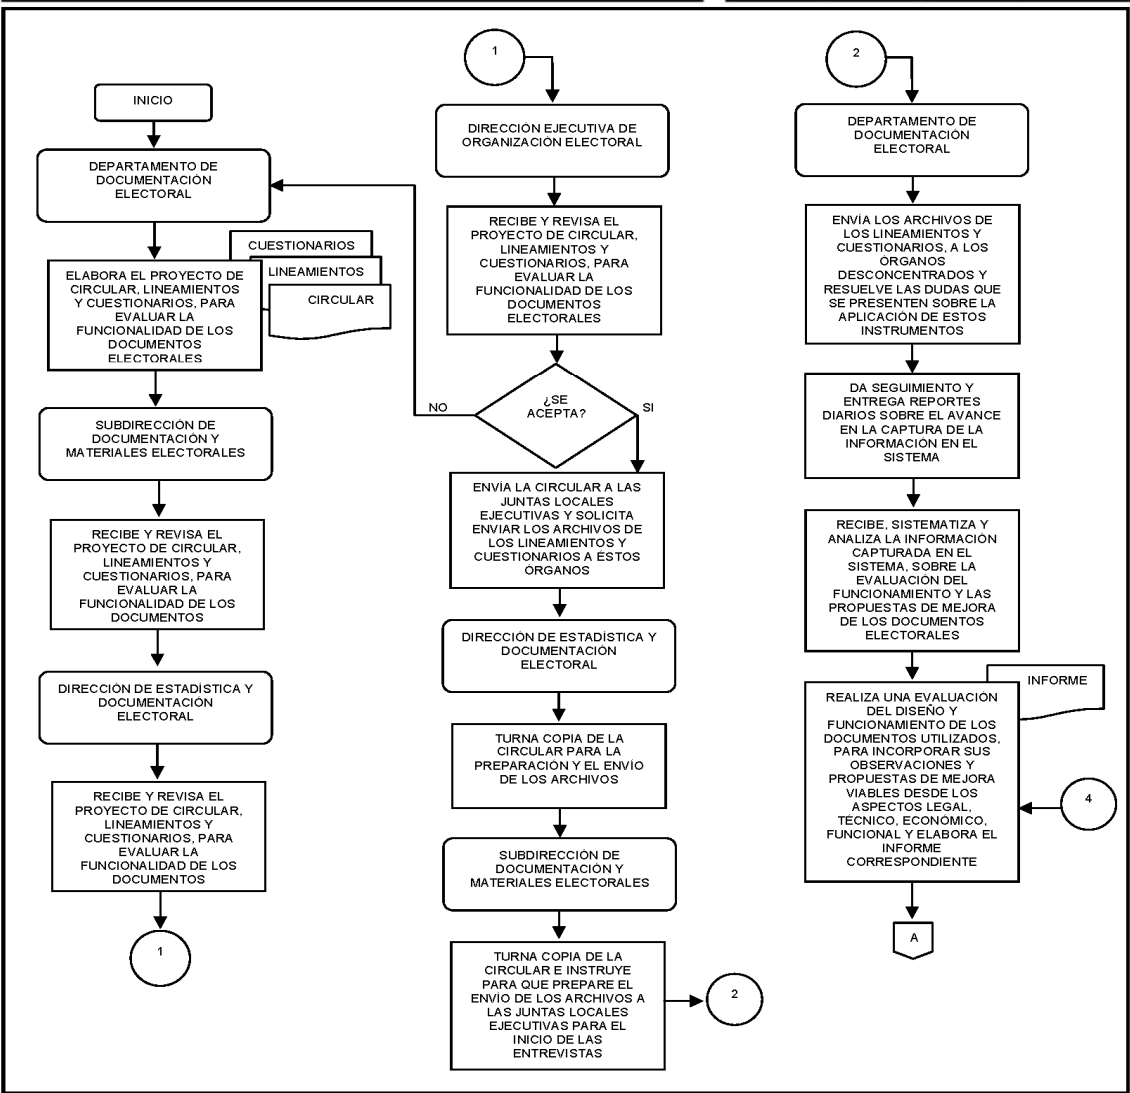 INICIO
DEPARTAMENTO DE
DOCUMENTACIÓN
ELECTORAL
CUESTIONARIOS
LINEAMIENTOS
CIRCULAR
ELABORA EL PROYECTO DE
CIRCULAR, LINEAMIENTOS
Y CUESTIONARIOS, PARA
EVALUAR LA
FUNCIONALIDAD DE LOS
DOCUMENTOS
ELECTORALES
SUBDIRECCIÓN DE
DOCUMENTACIÓN Y
MATERIALES ELECTORALES
RECIBE Y REVISA EL
PROYECTO DE CIRCULAR,
LINEAMIENTOS Y
CUESTIONARIOS, PARA
EVALUAR LA
FUNCIONALIDAD DE LOS
DOCUMENTOS
DIRECCIÓN DE ESTADÍSTICA Y
DOCUMENTACIÓN
ELECTORAL
RECIBE Y REVISA EL
PROYECTO DE CIRCULAR,
LINEAMIENTOS Y
CUESTIONARIOS, PARA
EVALUAR LA
FUNCIONALIDAD DE LOS
DOCUMENTOS
1
1
DIRECCIÓN EJECUTIVA DE
ORGANIZACIÓN ELECTORAL
RECIBE Y REVISA EL
PROYECTO DE CIRCULAR,
LINEAMIENTOS Y
CUESTIONARIOS, PARA
EVALUAR LA
FUNCIONALIDAD DE LOS
DOCUMENTOS
ELECTORALES
¿SE
ACEPTA?
NO
SI
ENVÍA LA CIRCULAR A LAS
JUNTAS LOCALES
EJECUTIVAS Y SOLICITA
ENVIAR LOS ARCHIVOS DE
LOS LINEAMIENTOS Y
CUESTIONARIOS A ÉSTOS
ÓRGANOS
DIRECCIÓN DE ESTADÍSTICA Y
DOCUMENTACIÓN
ELECTORAL
TURNA COPIA DE LA
CIRCULAR PARA LA
PREPARACIÓN Y EL ENVÍO
DE LOS ARCHIVOS
SUBDIRECCIÓN DE
DOCUMENTACIÓN Y
MATERIALES ELECTORALES
TURNA COPIA DE LA
CIRCULAR E INSTRUYE
PARA QUE PREPARE EL
ENVÍO DE LOS ARCHIVOS A
LAS JUNTAS LOCALES
EJECUTIVAS PARA EL
INICIO DE LAS
ENTREVISTAS
2
2
DEPARTAMENTO DE
DOCUMENTACIÓN
ELECTORAL
ENVÍA LOS ARCHIVOS DE
LOS LINEAMIENTOS Y
CUESTIONARIOS, A LOS
ÓRGANOS
DESCONCENTRADOS Y
RESUELVE LAS DUDAS QUE
SE PRESENTEN SOBRE LA
APLICACIÓN DE ESTOS
INSTRUMENTOS
DA SEGUIMIENTO Y
ENTREGA REPORTES
DIARIOS SOBRE EL AVANCE
EN LA CAPTURA DE LA
INFORMACIÓN EN EL
SISTEMA
RECIBE, SISTEMATIZA Y
ANALIZA LA INFORMACIÓN
CAPTURADA EN EL
SISTEMA, SOBRE LA
EVALUACIÓN DEL
FUNCIONAMIENTO Y LAS
PROPUESTAS DE MEJORA
DE LOS DOCUMENTOS
ELECTORALES
INFORME
REALIZA UNA EVALUACIÓN
DEL DISEÑO Y
FUNCIONAMIENTO DE LOS
DOCUMENTOS UTILIZADOS,
PARA INCORPORAR SUS
OBSERVACIONES Y
PROPUESTAS DE MEJORA
VIABLES DESDE LOS
ASPECTOS LEGAL,
TÉCNICO, ECONÓMICO,
FUNCIONAL Y ELABORA EL
INFORME
CORRESPONDIENTE
4
A